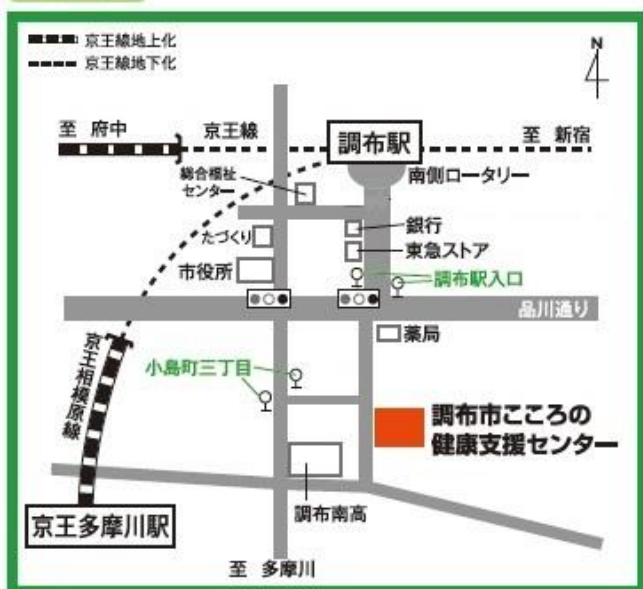 京王線地上化
京王線地下化
N
至 府中
京王線
調布駅
至 新宿
総合福祉
センター
南側ロータリー
たづくり
銀行
東急ストア
市役所
調布駅入口
品川通り
薬局
京王相模原線
小島町三丁目
調布市こころの
健康支援センター
調布南高
京王多摩川駅
至 多摩川